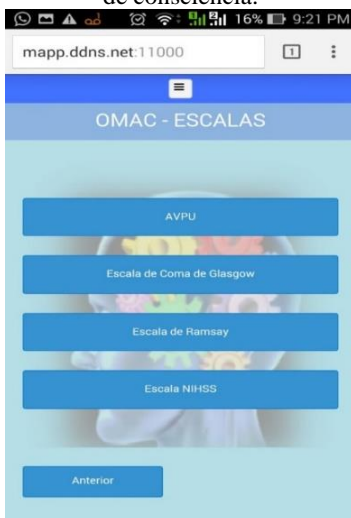 de consciência.
16% 9:21 PM
mapp.ddns.net:11000
1
OMAC - ESCALAS
AVPU
Escala de Coma de Glasgow
Escala de Ramsay
Escala NIHSS
Anterior